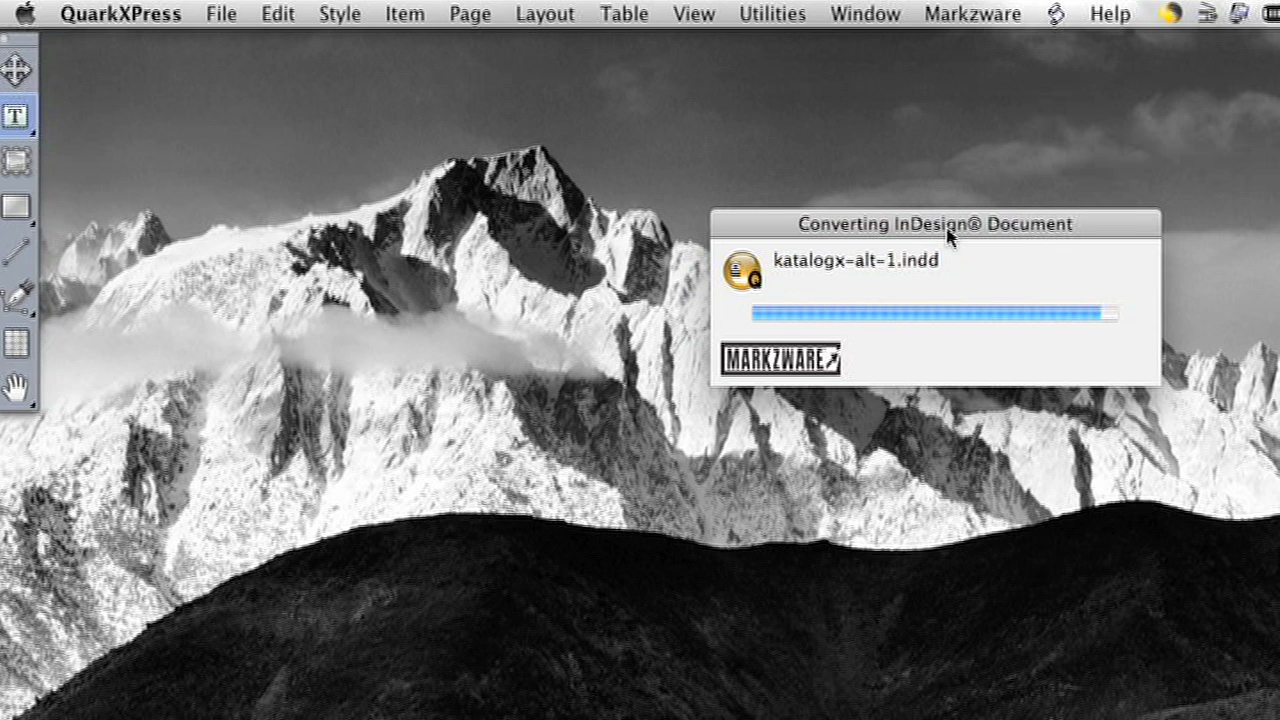 QuarkXPress File Edit Style Item Page Layout Table View Utilities Window Markzware Help
T
Converting InDesign® Document
katalogx-alt-1.indd
MARKZWARE